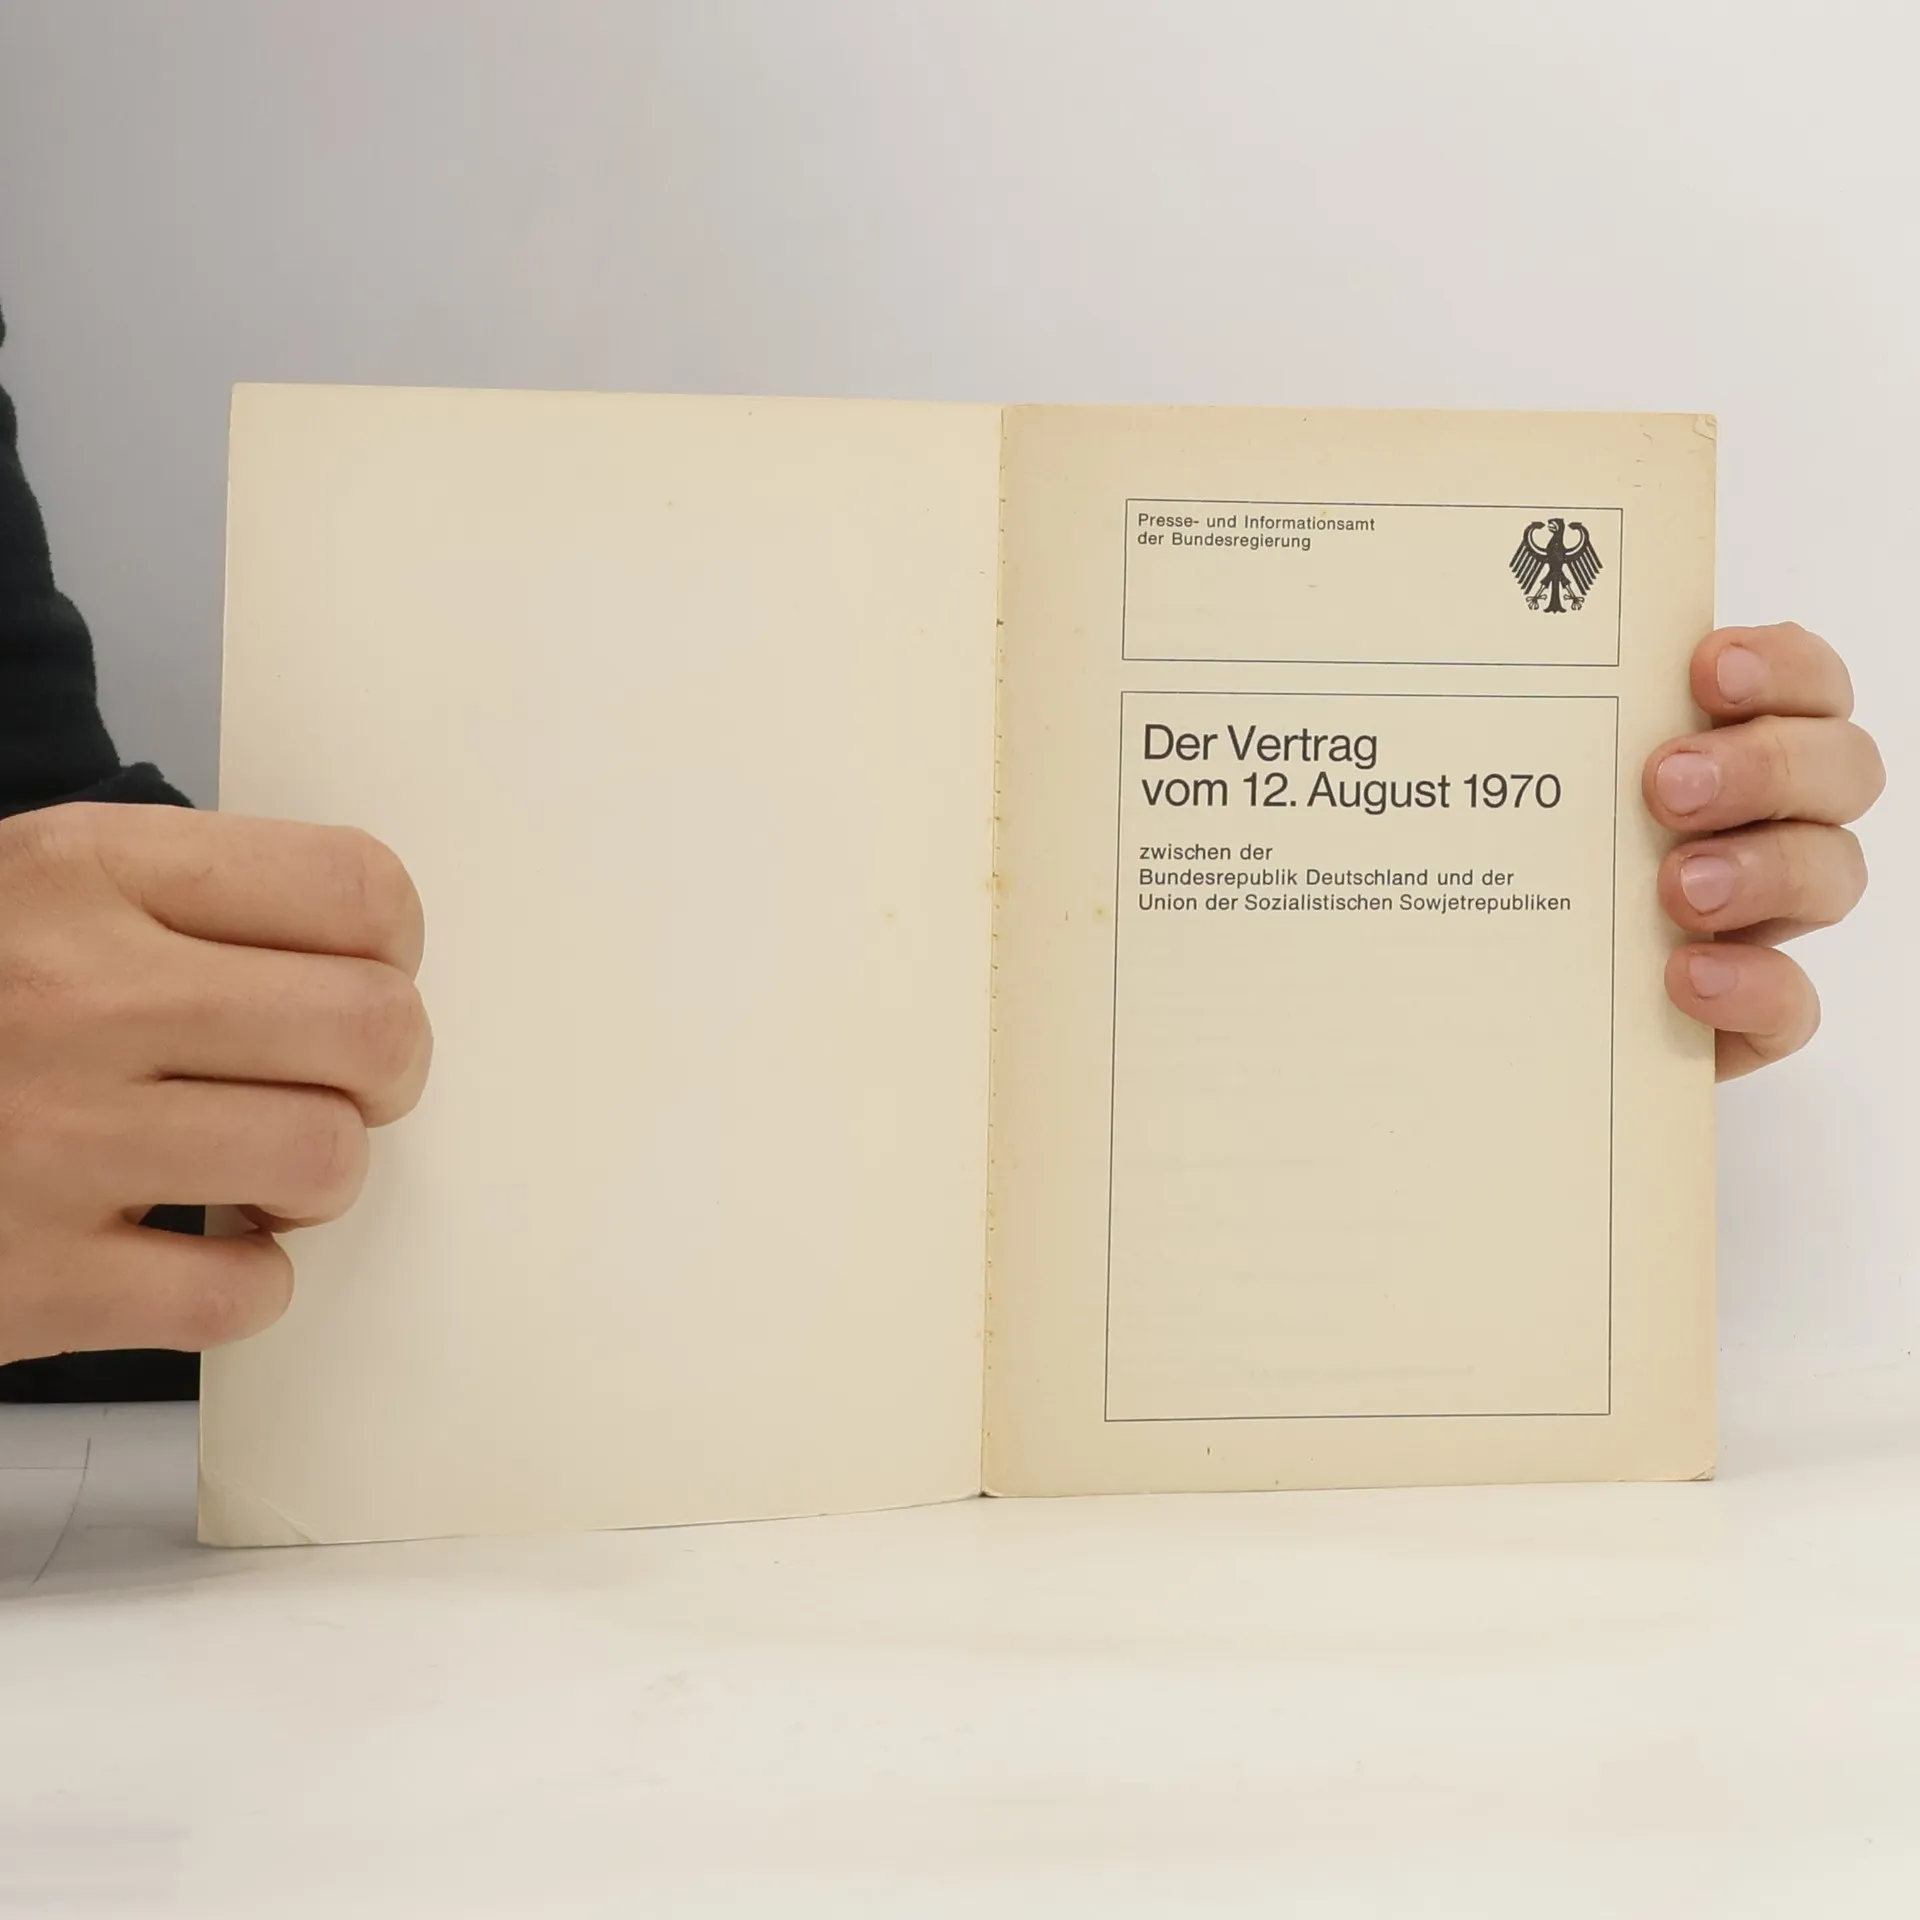 Presse- und Informationsamt
der Bundesregierung
Der Vertrag
vom 12. August 1970
zwischen der
Bundesrepublik Deutschland und der
Union der Sozialistischen Sowjetrepubliken